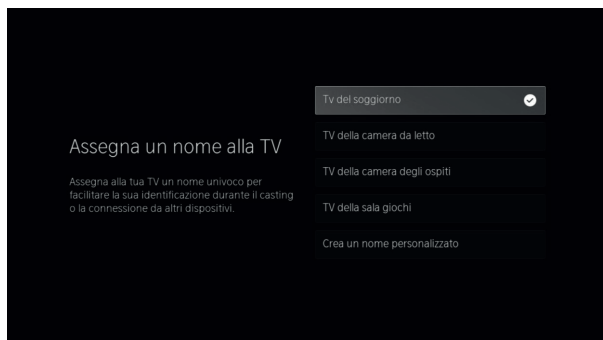 Assegna un nome alla TV
Assegna alla tua TV un nome univoco per
facilitare la sua identificazione durante il casting
o la connessione da altri dispositivi.
Tv del soggiorno
TV della camera da letto
TV della camera degli ospiti
TV della sala giochi
Crea un nome personalizzato